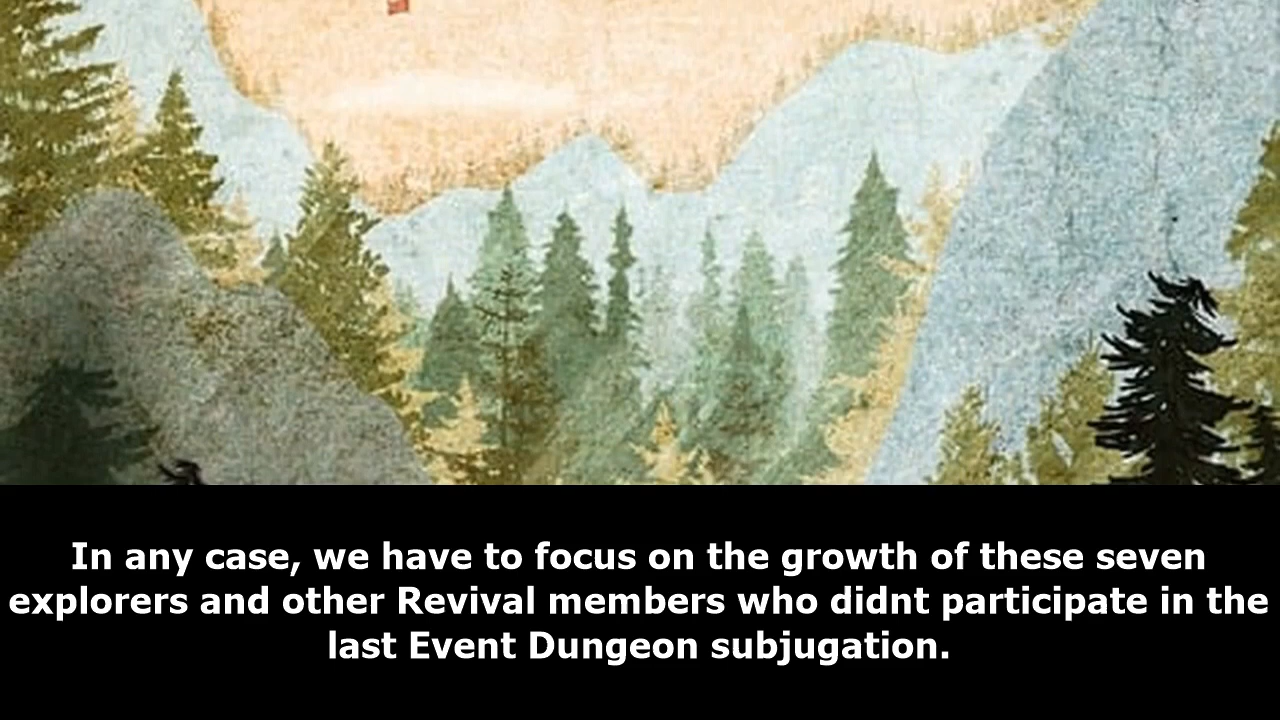 In any case, we have to focus on the growth of these seven
explorers and other Revival members who didnt participate in the
last Event Dungeon subjugation.